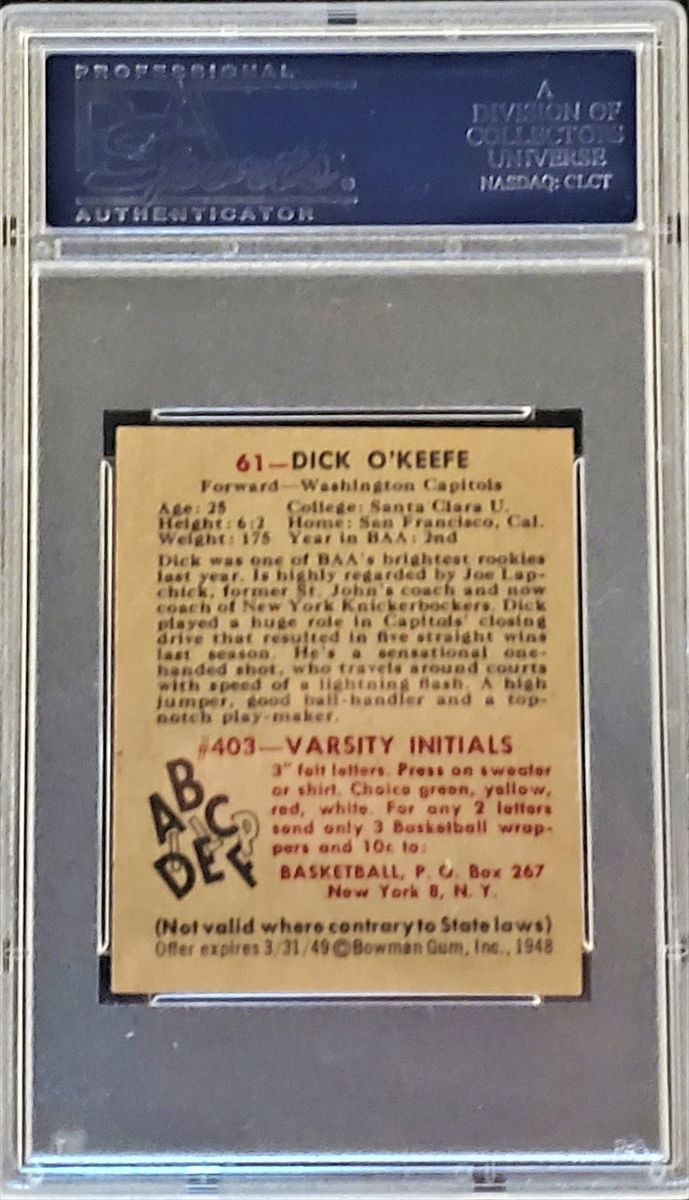 PROFESSIONAL
PSA
Sports
AUTHENTICATOR
A
DIVISION OF
COLLECTORS
UNIVERSE
NASDAQ: CLCT
61—DICK O'KEEFE
Forward—Washington Capitols
Age: 25 College: Santa Clara U.
Height: 6:2 Home: San Francisco, Cal.
Weight: 175 Year in BAA: 2nd
Dick was one of BAA's brightest rookies
last year. Is highly regarded by Joe Lap-
chick, former St. John's coach and now
coach of New York Knickerbockers. Dick
played a huge role in Capitols' closing
drive that resulted in five straight wins
last season. He's a sensational one-
handed shot, who travels around courts
with speed of a lightning flash. A high
jumper, good ball-handler and a top-
notch play-maker.
#403—VARSITY INITIALS
3" felt letters. Press on sweater
or shirt. Choice green, yellow,
red, white. For any 2 letters
send only 3 Basketball wrap-
pers and 10c to:
ABC
DEF
BASKETBALL, P. O. Box 267
New York 8, N. Y.
(Not valid where contrary to State laws)
Offer expires 3/31/49 ©Bowman Gum, Inc., 1948